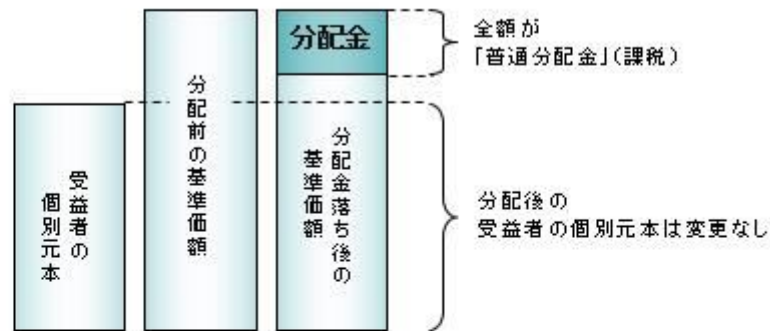 受益者の
個別元本
分配前の基準価額
分配金
分配金落ち後の
基準価額
全額が
「普通分配金」(課税)
分配後の
受益者の個別元本は変更なし